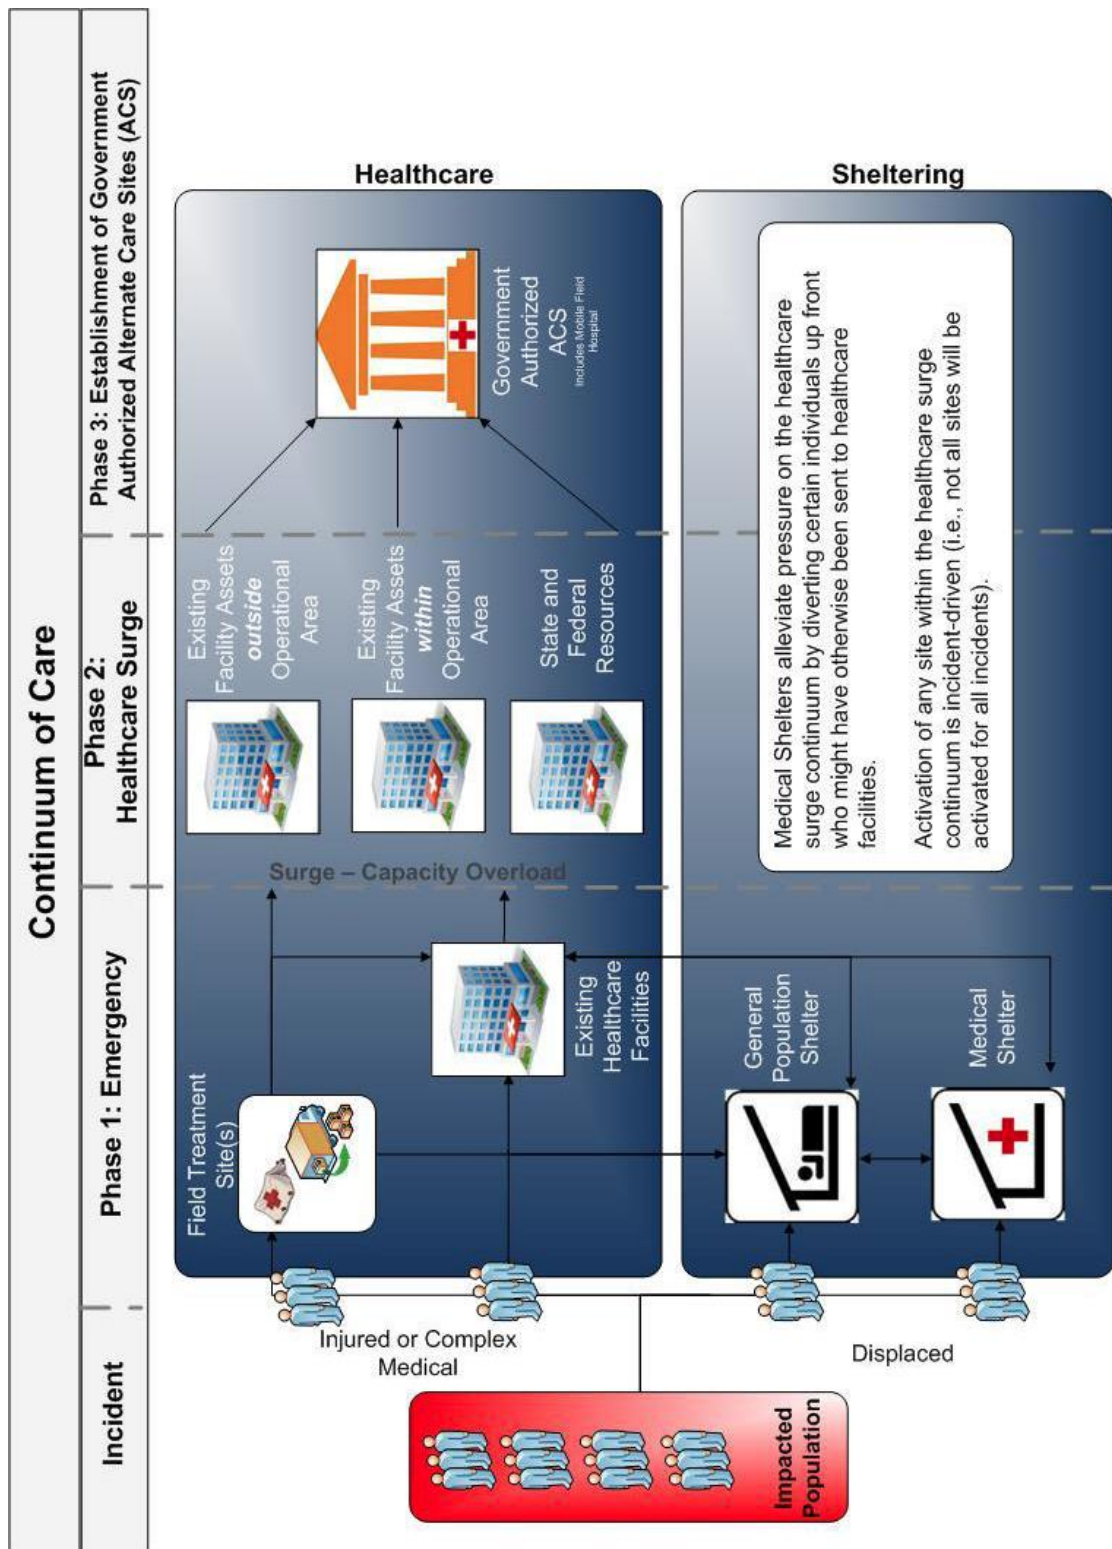 Continuum of Care
Incident
Phase 1: Emergency
Phase 2:
Healthcare Surge
Phase 3: Establishment of Government
Authorized Alternate Care Sites (ACS)
Impacted
Population
Injured or Complex
Medical
Displaced
Healthcare
Field Treatment
Site(s)
Existing
Healthcare
Facilities
Surge – Capacity Overload
Existing
Facility Assets
outside
Operational
Area
Existing
Facility Assets
within
Operational
Area
State and
Federal
Resources
Government
Authorized
ACS
Includes Mobile Field
Hospital
Sheltering
General
Population
Shelter
Medical
Shelter
Medical Shelters alleviate pressure on the healthcare
surge continuum by diverting certain individuals up front
who might have otherwise been sent to healthcare
facilities.
Activation of any site within the healthcare surge
continuum is incident-driven (i.e., not all sites will be
activated for all incidents).